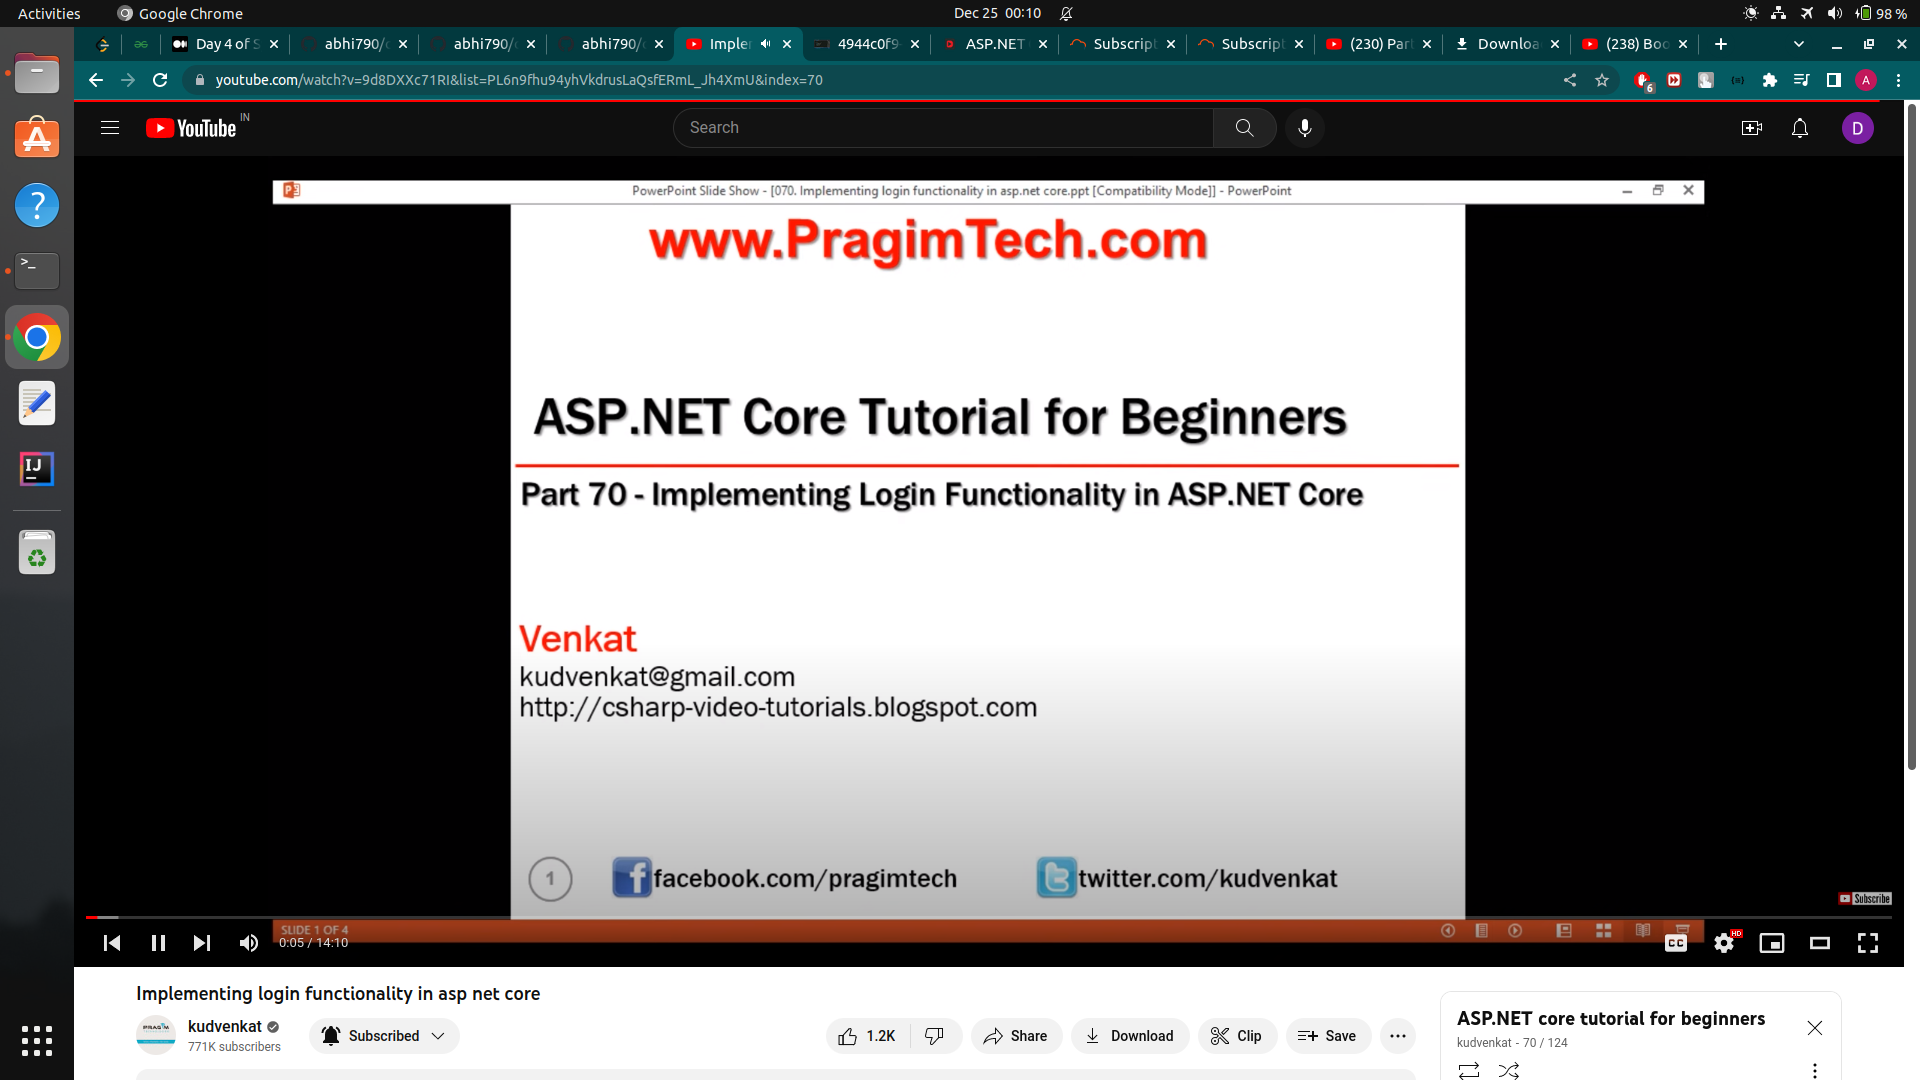 Activities
Google Chrome
Dec 25 00:10
98 %
Day 4 of S
abhi790/
abhi790/
abhi790/
Impler
4944c0f9
ASP.NET
Subscript
Subscript
(230) Par
Downloa
(238) Boo
youtube.com/watch?v=9d8DXXc71RI&list=PL6n9fhu94yhVkdrusLaQsfERmL_Jh4XmU&index=70
6
A
YouTube
IN
Search
D
PowerPoint Slide Show - [070. Implementing login functionality in asp.net core.ppt [Compatibility Mode]] - PowerPoint
www.PragimTech.com
ASP.NET Core Tutorial for Beginners
Part 70 - Implementing Login Functionality in ASP.NET Core
Venkat
kudvenkat@gmail.com
http://csharp-video-tutorials.blogspot.com
1
facebook.com/pragimtech
twitter.com/kudvenkat
Subscribe
SLIDE 1 OF 4
0:05 / 14:10
CC
HD
Implementing login functionality in asp net core
PRAGIM
kudvenkat
771K subscribers
Subscribed
1.2K
Share
Download
Clip
Save
ASP.NET core tutorial for beginners
kudvenkat - 70 / 124
IJ